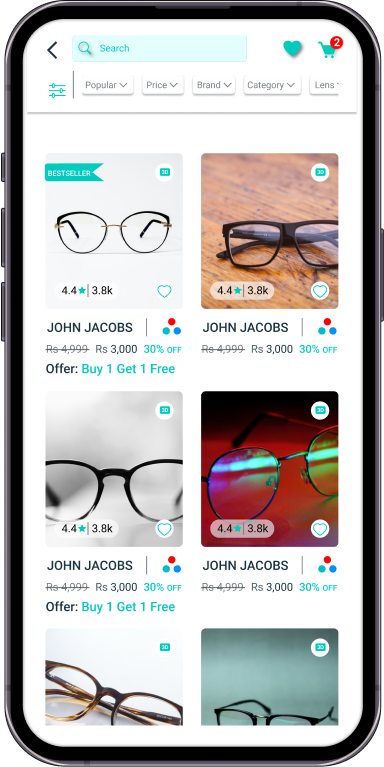 Search
2
Popular
Price
Brand
Category
Lens
BESTSELLER
3D
3D
4.4 | 3.8k
4.4 | 3.8k
JOHN JACOBS
JOHN JACOBS
Rs 4,999 Rs 3,000 30% OFF
Rs 4,999 Rs 3,000 30% OFF
Offer: Buy 1 Get 1 Free
3D
3D
4.4 | 3.8k
4.4 | 3.8k
JOHN JACOBS
JOHN JACOBS
Rs 4,999 Rs 3,000 30% OFF
Rs 4,999 Rs 3,000 30% OFF
Offer: Buy 1 Get 1 Free
3D
3D